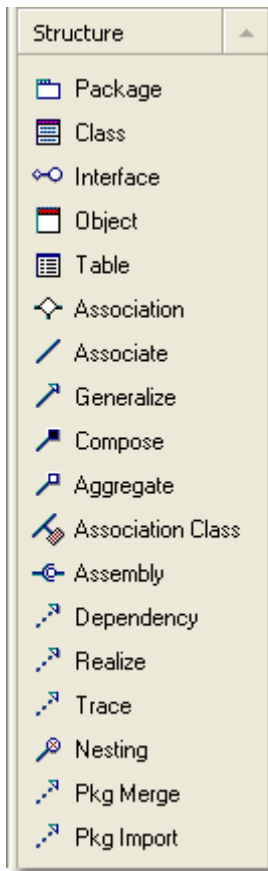 Structure
Package
Class
Interface
Object
Table
Association
Associate
Generalize
Compose
Aggregate
Association Class
Assembly
Dependency
Realize
Trace
Nesting
Pkg Merge
Pkg Import